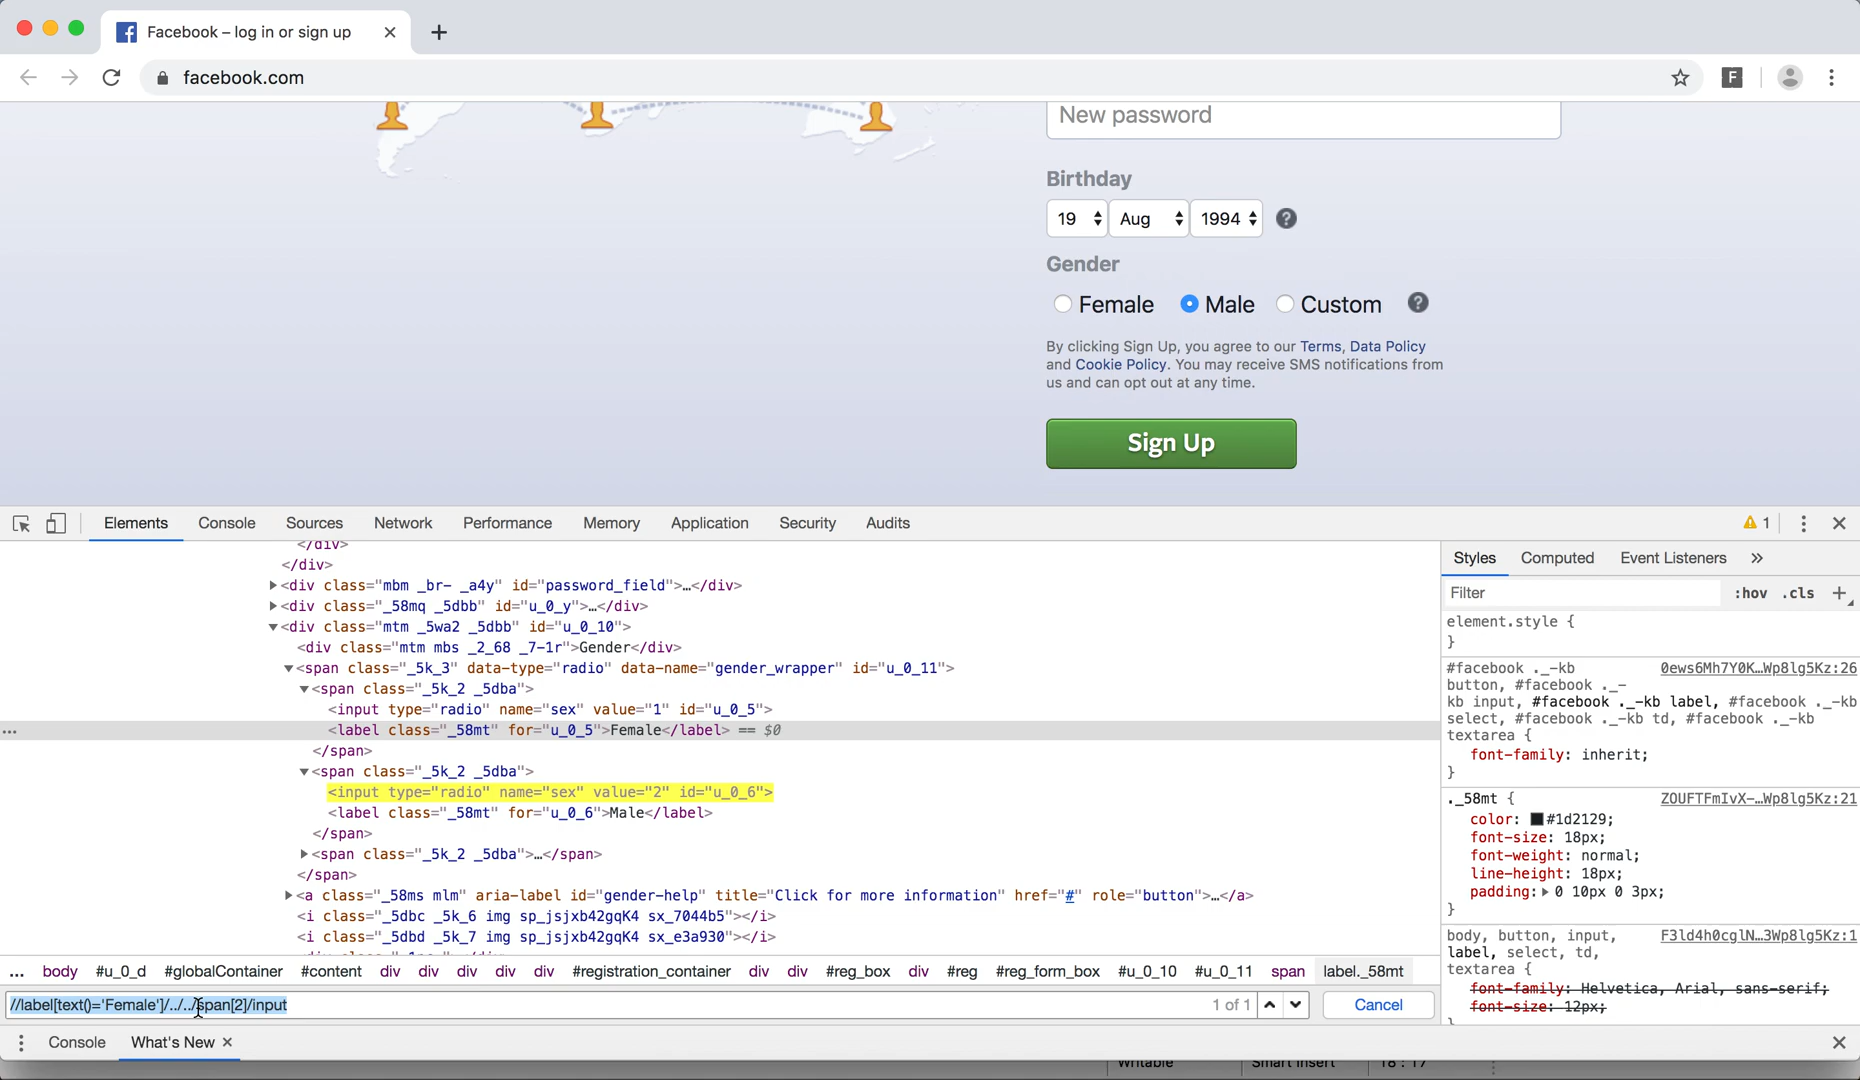 Facebook – log in or sign up
facebook.com
F
New password
Birthday
19 Aug 1994 ?
Gender
Female Male Custom ?
By clicking Sign Up, you agree to our Terms, Data Policy
and Cookie Policy. You may receive SMS notifications from
us and can opt out at any time.
Sign Up
Elements Console Sources Network Performance Memory Application Security Audits 1
</div>
</div>
<div class="mbm _br- _a4y" id="password_field">…</div>
<div class="_58mq _5dbb" id="u_0_y">…</div>
<div class="mtm _5wa2 _5dbb" id="u_0_10">
<div class="mtm mbs _2_68 _7-1r">Gender</div>
<span class="_5k_3" data-type="radio" data-name="gender_wrapper" id="u_0_11">
<span class="_5k_2 _5dba">
<input type="radio" name="sex" value="1" id="u_0_5">
… <label class="_58mt" for="u_0_5">Female</label> == $0
</span>
<span class="_5k_2 _5dba">
<input type="radio" name="sex" value="2" id="u_0_6">
<label class="_58mt" for="u_0_6">Male</label>
</span>
<span class="_5k_2 _5dba">…</span>
</span>
<a class="_58ms mlm" aria-label id="gender-help" title="Click for more information" href="#" role="button">…</a>
<i class="_5dbc _5k_6 img sp_jsjxb42gqK4 sx_7044b5"></i>
<i class="_5dbd _5k_7 img sp_jsjxb42gqK4 sx_e3a930"></i>
… body #u_0_d #globalContainer #content div div div div div #registration_container div div #reg_box div #reg #reg_form_box #u_0_10 #u_0_11 span label._58mt
//label[text()='Female']/../../span[2]/input 1 of 1 Cancel
Console What's New
Styles Computed Event Listeners »
Filter :hov .cls +
element.style {
}
#facebook ._-kb 0ews6Mh7Y0K…Wp8lg5Kz:26
button, #facebook ._-
kb input, #facebook ._-kb label, #facebook ._-kb
select, #facebook ._-kb td, #facebook ._-kb
textarea {
font-family: inherit;
}
._58mt { ZOUFTFmIvX-…Wp8lg5Kz:21
color: #1d2129;
font-size: 18px;
font-weight: normal;
line-height: 18px;
padding: 0 10px 0 3px;
}
body, button, input, F3ld4h0cglN…3Wp8lg5Kz:1
label, select, td,
textarea {
font-family: Helvetica, Arial, sans-serif;
font-size: 12px;
}
Writable Smart Insert 18 : 17